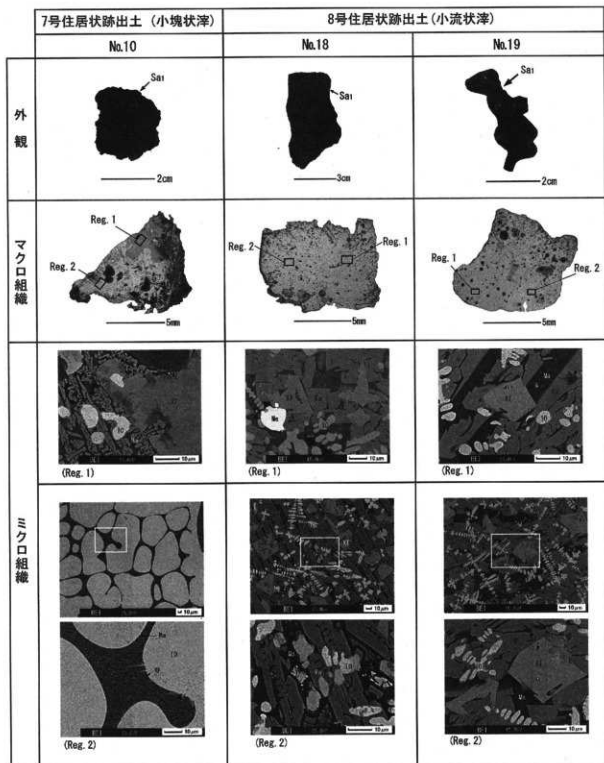 7号住居状跡出土（小塊状滓） 8号住居状跡出土(小流状滓)
No.10 No.18 No.19
外観
Sa1 Sa1 Sa1
2cm 3cm 2cm
マクロ組織
Reg. 1 Reg. 2 Reg. 2 Reg. 1 Reg. 1 Reg. 2
5mm 5mm 5mm
ミクロ組織
10μm 10μm 10μm
(Reg. 1) (Reg. 1) (Reg. 1)
10μm 10μm 10μm
10μm 10μm 10μm
(Reg. 2) (Reg. 2) (Reg. 2)